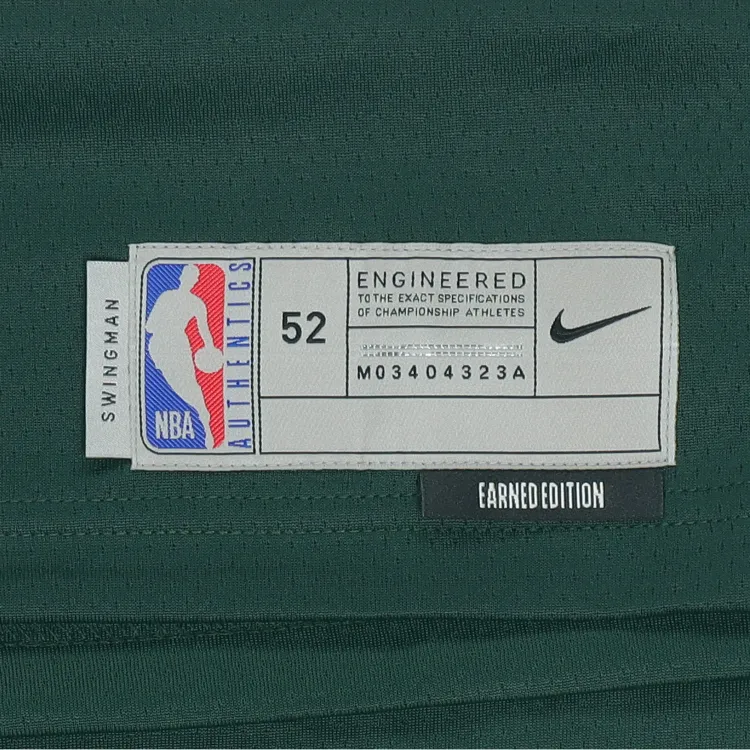 SWINGMAN
NBA
AUTHENTICS
52
ENGINEERED
TO THE EXACT SPECIFICATIONS
OF CHAMPIONSHIP ATHLETES
M03404323A
EARNED EDITION